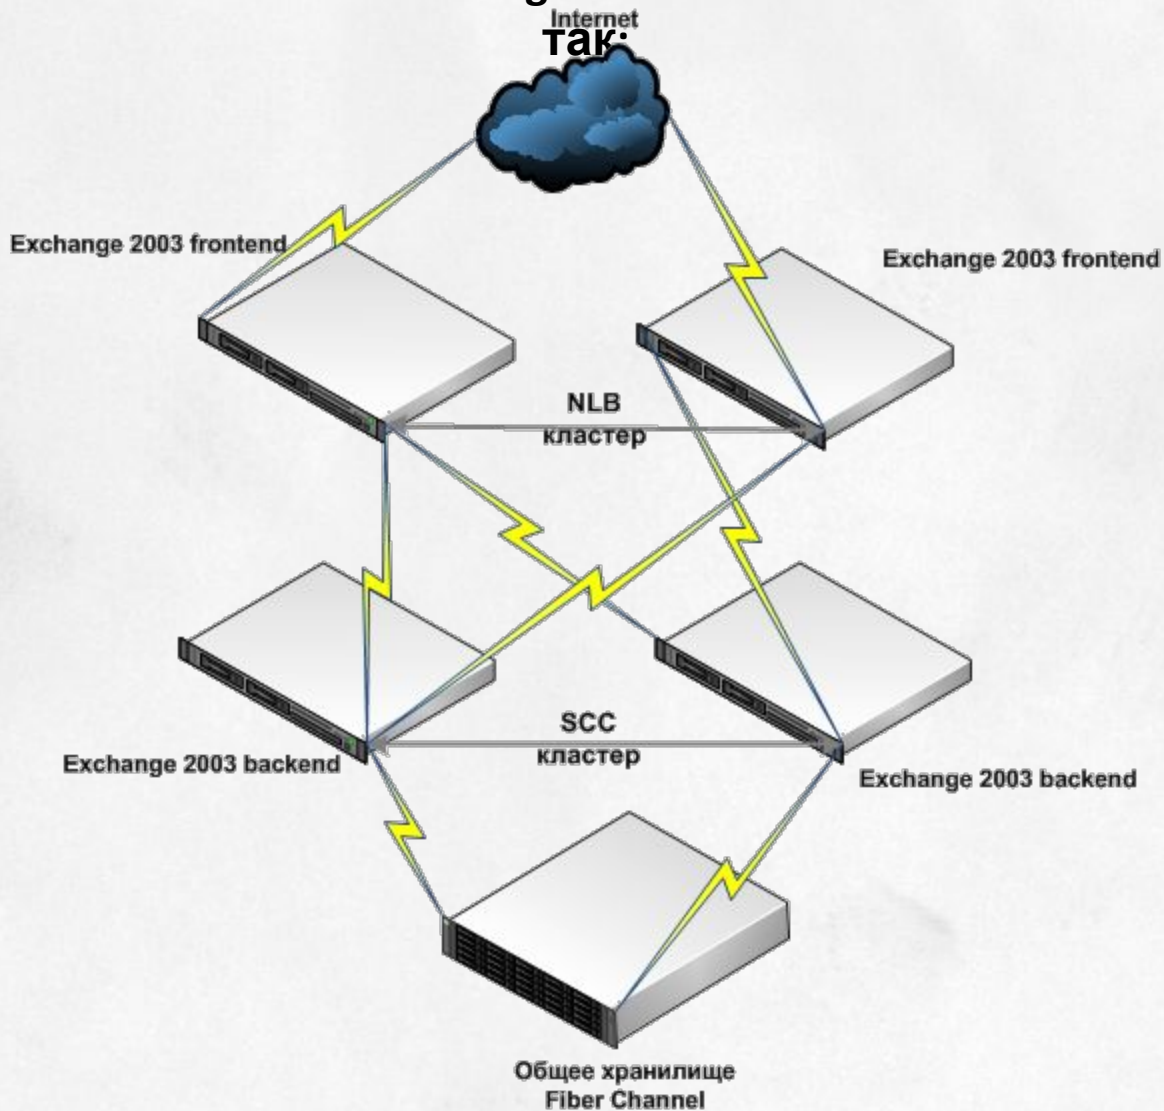 Internet
так:
Exchange 2003 frontend
Exchange 2003 frontend
NLB
кластер
SCC
кластер
Exchange 2003 backend
Exchange 2003 backend
Общее хранилище
Fiber Channel